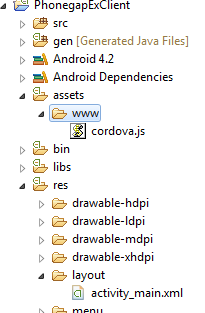 PhonegapExClient
src
gen [Generated Java Files]
Android 4.2
Android Dependencies
assets
www
cordova.js
bin
libs
res
drawable-hdpi
drawable-ldpi
drawable-mdpi
drawable-xhdpi
layout
activity_main.xml
menu